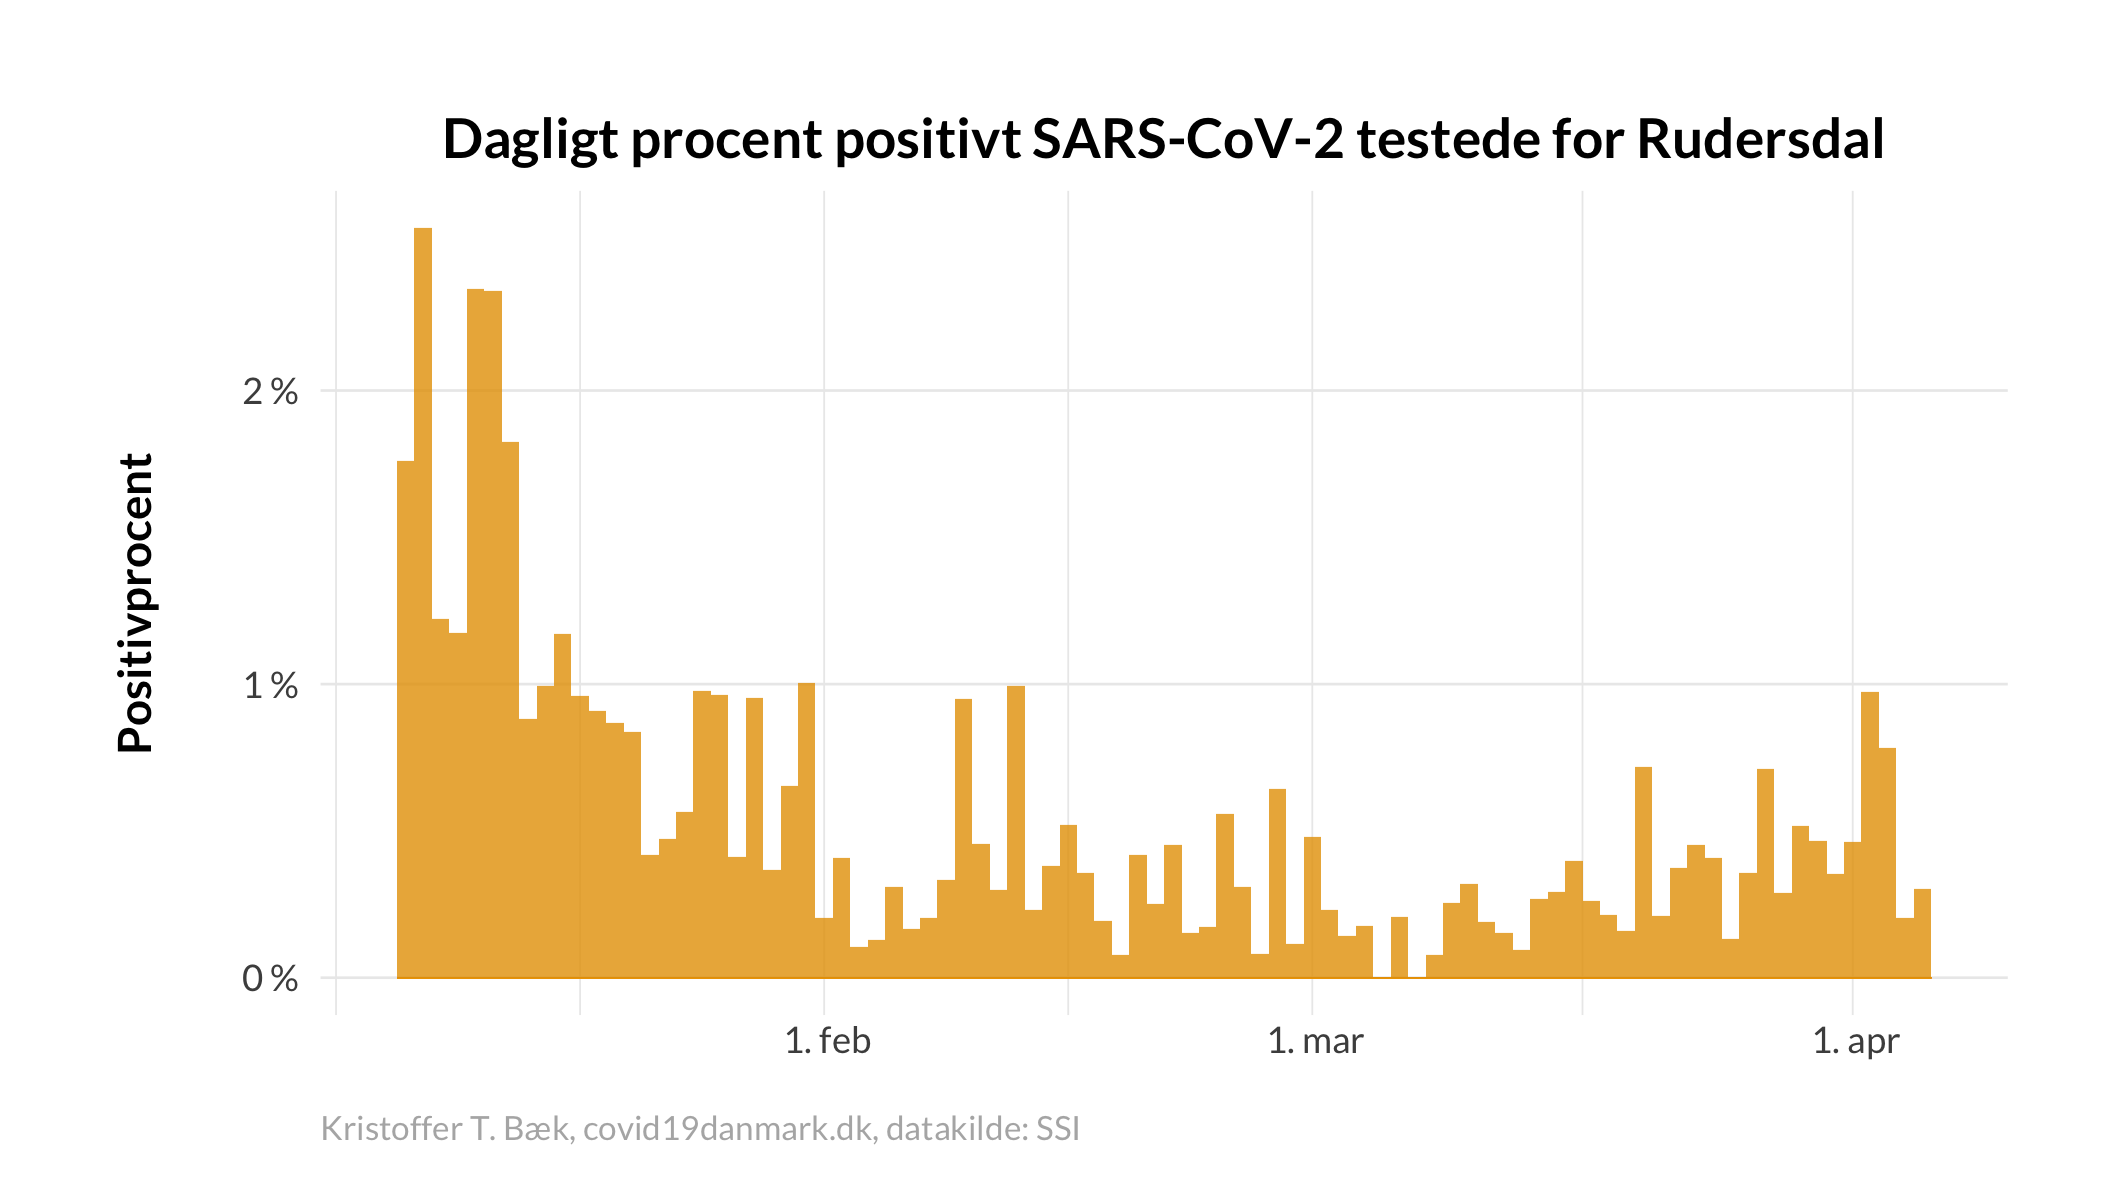 Dagligt procent positivt SARS-CoV-2 testede for Rudersdal
Positivprocent
2 %
1 %
0 %
1. feb
1. mar
1. apr
Kristoffer T. Bæk, covid19danmark.dk, datakilde: SSI